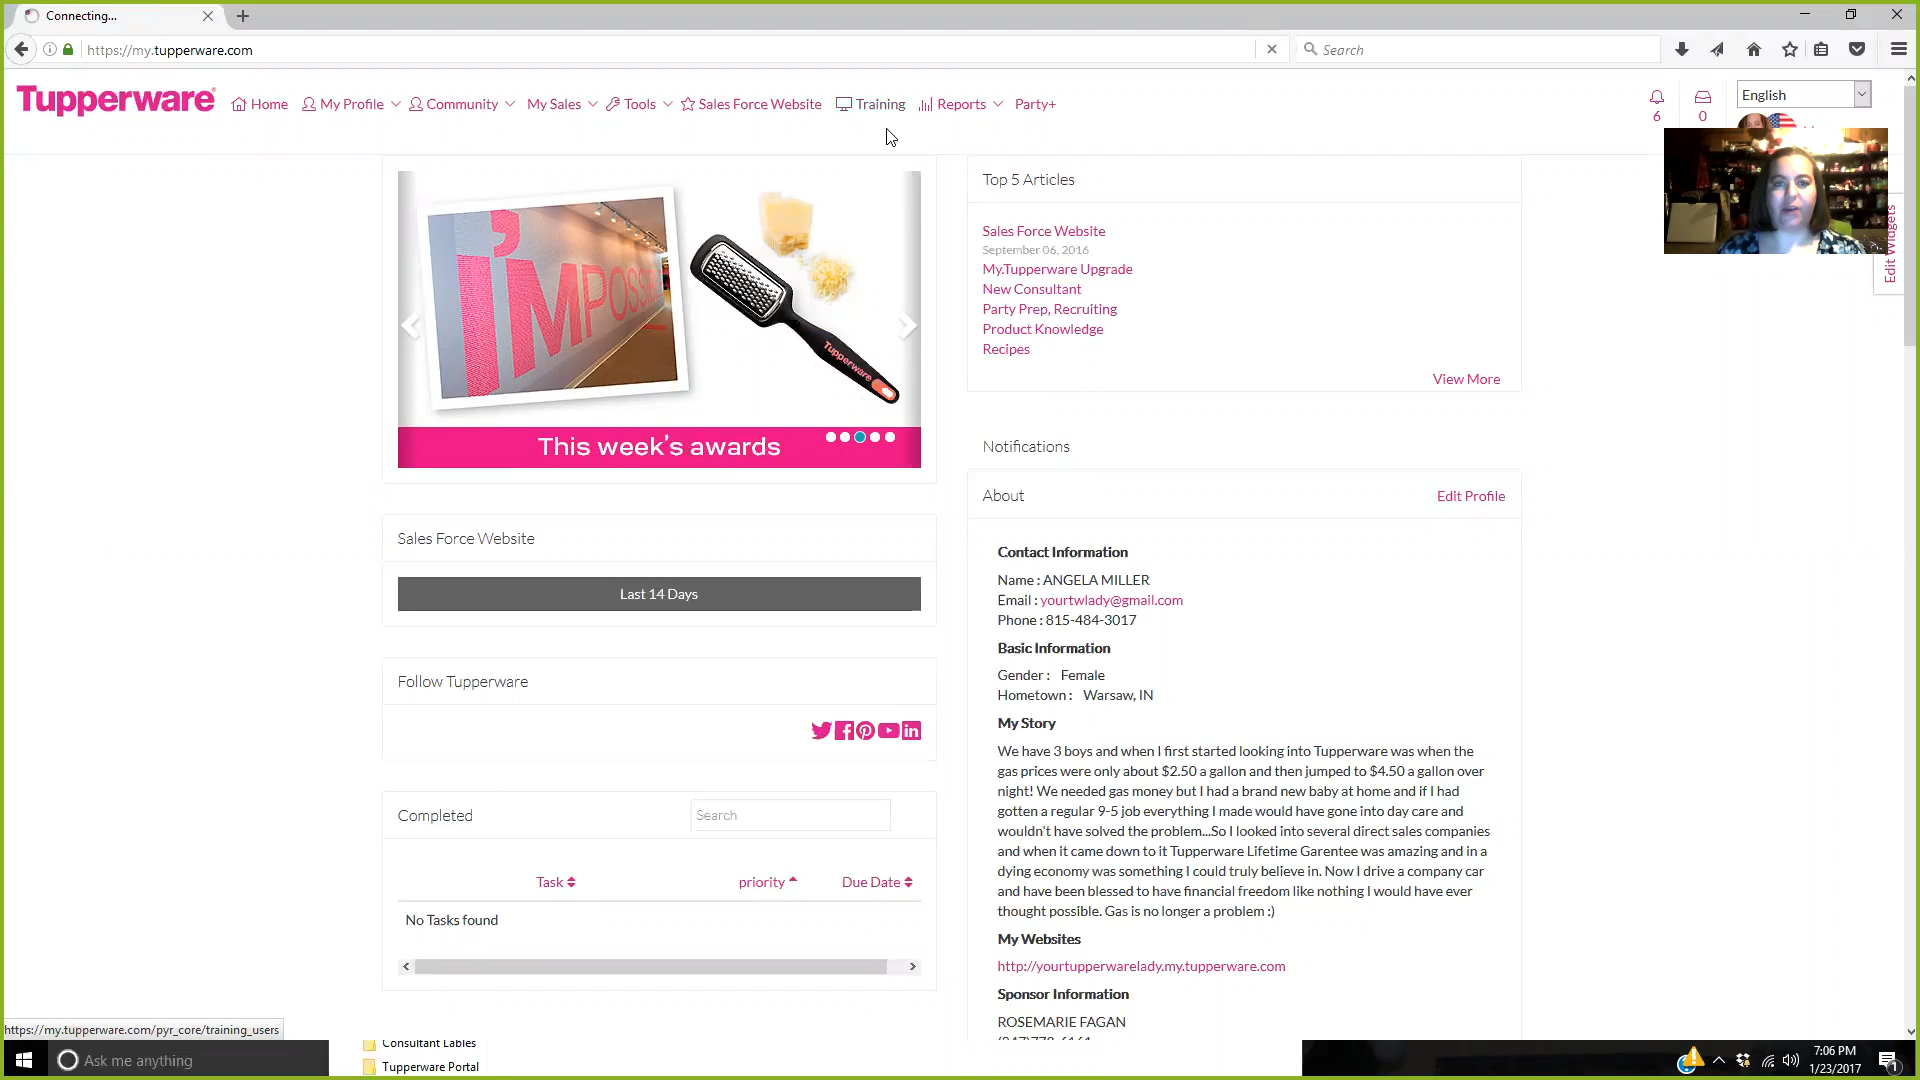 Connecting...
https://my.tupperware.com
Search
Tupperware
Home
My Profile
Community
My Sales
Tools
Sales Force Website
Training
Reports
Party+
6
0
English
I'MPOSS
Tupperware
This week's awards
Top 5 Articles
Sales Force Website
September 06, 2016
My.Tupperware Upgrade
New Consultant
Party Prep, Recruiting
Product Knowledge
Recipes
View More
Edit Widgets
Notifications
Sales Force Website
Last 14 Days
Follow Tupperware
Completed
Search
Task
priority
Due Date
No Tasks found
About
Edit Profile
Contact Information
Name : ANGELA MILLER
Email : yourtwlady@gmail.com
Phone : 815-484-3017
Basic Information
Gender : Female
Hometown : Warsaw, IN
My Story
We have 3 boys and when I first started looking into Tupperware was when the
gas prices were only about $2.50 a gallon and then jumped to $4.50 a gallon over
night! We needed gas money but I had a brand new baby at home and if I had
gotten a regular 9-5 job everything I made would have gone into day care and
wouldn't have solved the problem...So I looked into several direct sales companies
and when it came down to it Tupperware Lifetime Garentee was amazing and in a
dying economy was something I could truly believe in. Now I drive a company car
and have been blessed to have financial freedom like nothing I would have ever
thought possible. Gas is no longer a problem :)
My Websites
http://yourtupperwarelady.my.tupperware.com
Sponsor Information
ROSEMARIE FAGAN
https://my.tupperware.com/pyr_core/training_users
Consultant Lables
Tupperware Portal
Ask me anything
7:06 PM
1/23/2017
1